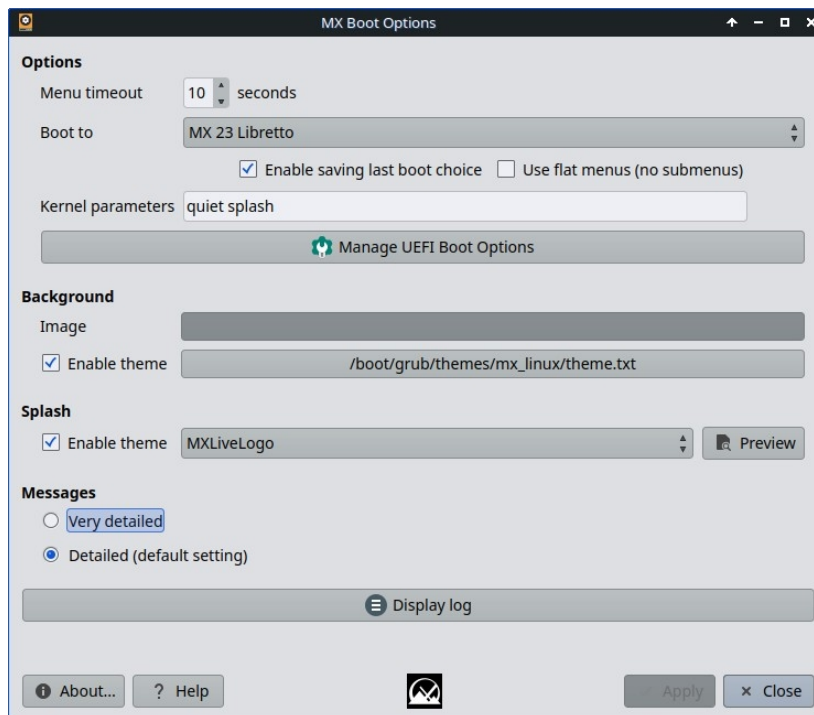 MX Boot Options
Options
Menu timeout 10 seconds
Boot to MX 23 Libretto
Enable saving last boot choice Use flat menus (no submenus)
Kernel parameters quiet splash
Manage UEFI Boot Options
Background
Image
Enable theme /boot/grub/themes/mx_linux/theme.txt
Splash
Enable theme MXLiveLogo Preview
Messages
Very detailed
Detailed (default setting)
Display log
About... ? Help Apply Close